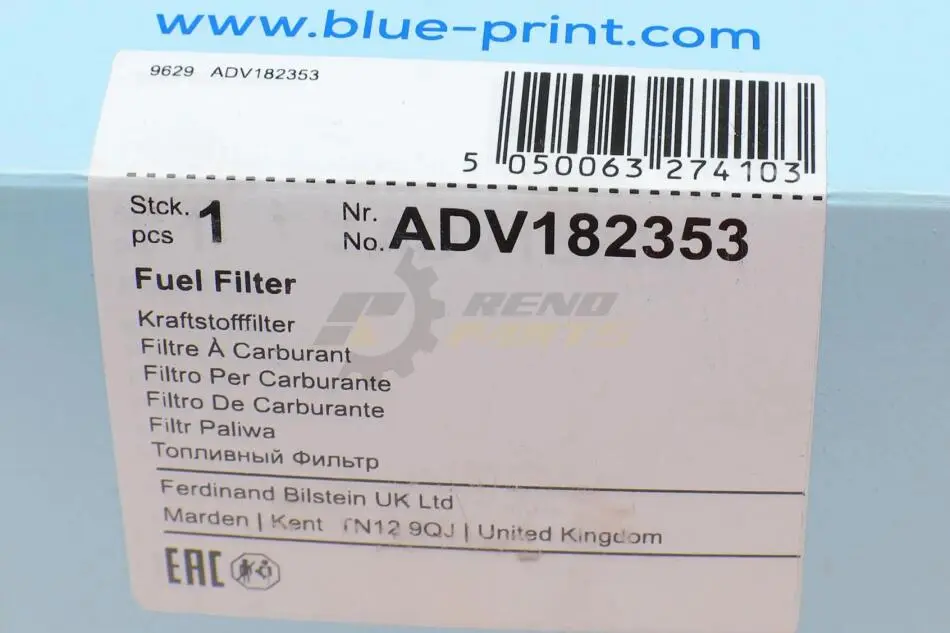 www.blue-print.com
9629 ADV182353
5 050063 274103
Stck. 1 Nr. ADV182353
pcs No.
Fuel Filter
RENO
PARTS
Kraftstofffilter
Filtre À Carburant
Filtro Per Carburante
Filtro De Carburante
Filtr Paliwa
Топливный Фильтр
Ferdinand Bilstein UK Ltd
Marden | Kent TN12 9QJ | United Kingdom
EAC